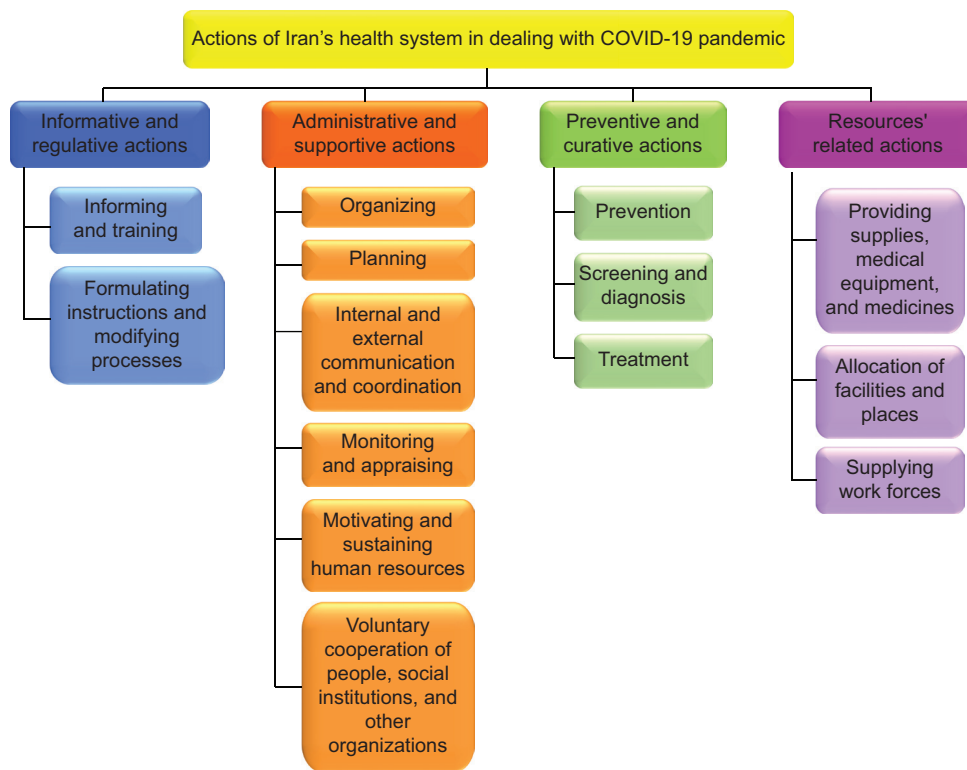 Actions of Iran’s health system in dealing with COVID-19 pandemic
Informative and
regulative actions
Informing
and training
Formulating
instructions and
modifying
processes
Administrative and
supportive actions
Organizing
Planning
Internal and
external
communication
and coordination
Monitoring
and appraising
Motivating and
sustaining
human resources
Voluntary
cooperation of
people, social
institutions, and
other
organizations
Preventive and
curative actions
Prevention
Screening and
diagnosis
Treatment
Resources'
related actions
Providing
supplies,
medical
equipment,
and medicines
Allocation of
facilities and
places
Supplying
work forces